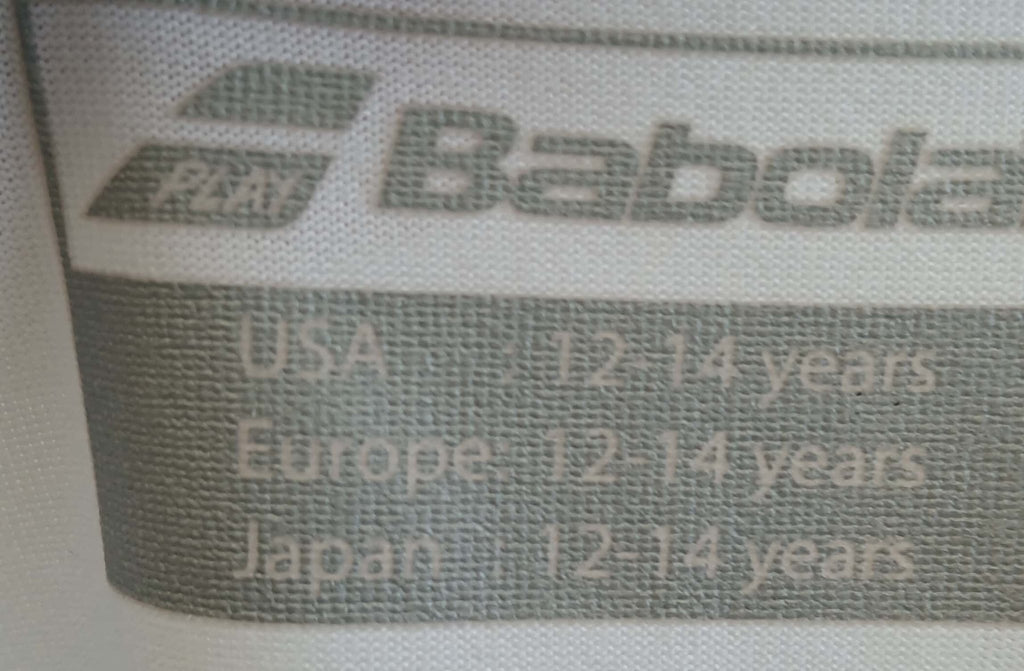 PLAY Babola
USA : 12-14 years
Europe: 12-14 years
Japan : 12-14 years